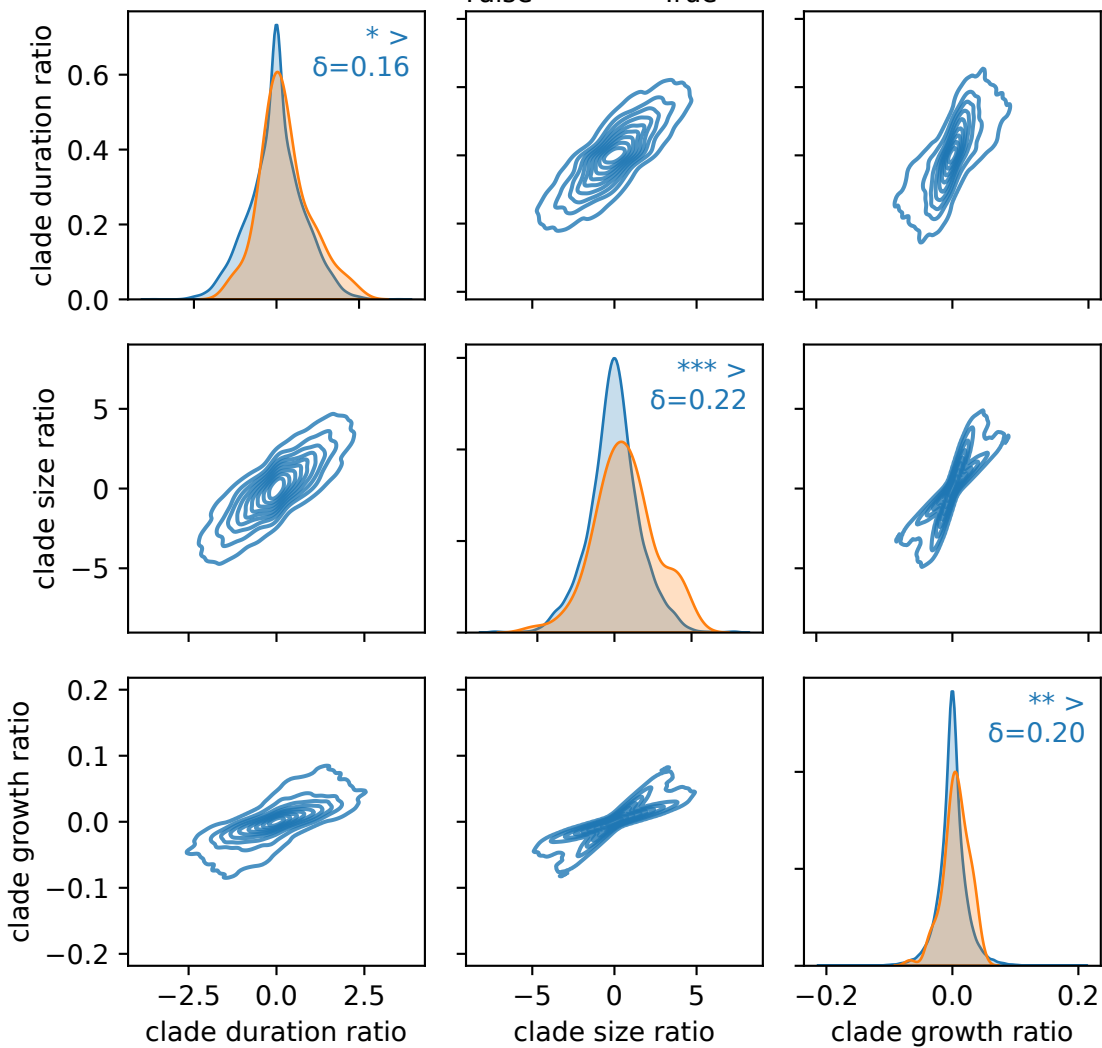 True
clade duration ratio
0.6
0.4
0.2
0.0
* >
δ=0.16
clade size ratio
5
0
−5
*** >
δ=0.22
clade growth ratio
0.2
0.1
0.0
−0.1
−0.2
** >
δ=0.20
−2.5 0.0 2.5
−5 0 5
−0.2 0.0 0.2
clade duration ratio
clade size ratio
clade growth ratio